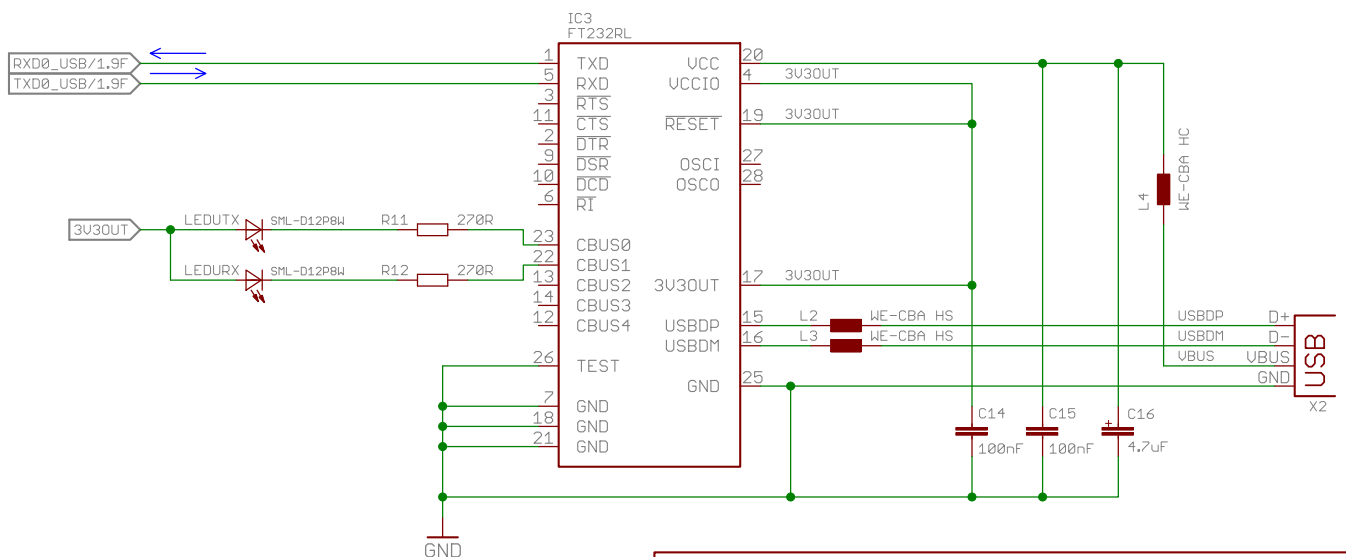 IC3
FT232RL
RXD0_USB/1.9F
TXD0_USB/1.9F
1 TXD
5 RXD
3 RTS
11 CTS
2 DTR
9 DSR
10 DCD
6 RI
23 CBUS0
22 CBUS1
13 CBUS2
14 CBUS3
12 CBUS4
26 TEST
7 GND
18 GND
21 GND
VCC 20
VCCIO 4 3V3OUT
RESET 19 3V3OUT
OSCI 27
OSCO 28
3V3OUT 17 3V3OUT
USBDP 15
USBDM 16
GND 25
3V3OUT
LEDUTX SML-D12P8W R11 270R
LEDURX SML-D12P8W R12 270R
L4
WE-CBA HC
L2 WE-CBA HS
L3 WE-CBA HS
USBDP D+
USBDM D-
VBUS VBUS
GND
USB
X2
C14
100nF
C15
100nF
C16
+
4.7uF
GND